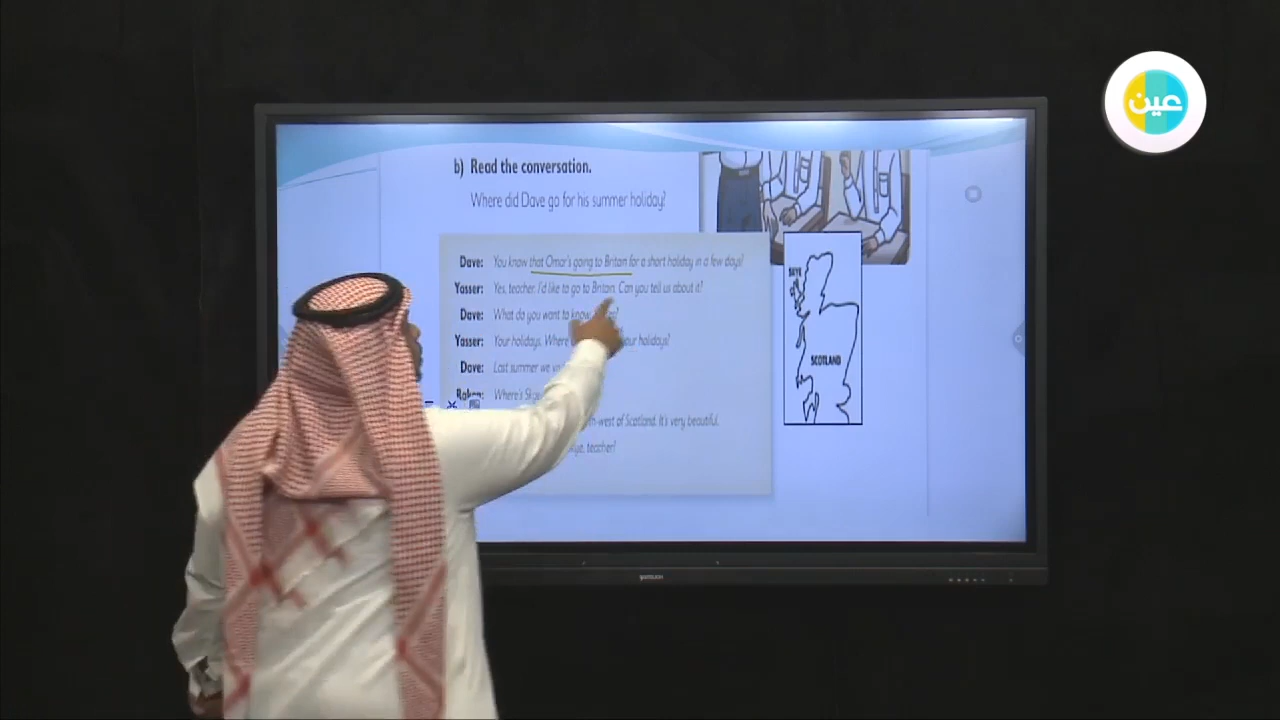 عين
b) Read the conversation.
Where did Dave go for his summer holiday?
Dave: You know that Omar's going to Britain for a short holiday in a few days?
Yasser: Yes, teacher. I'd like to go to Britain. Can you tell us about it?
Dave: What do you want to know,
Yasser: Your holidays. Where your holidays?
Dave: Last summer we
Where's Skye
-west of Scotland. It's very beautiful.
teacher?
SKYE
SCOTLAND